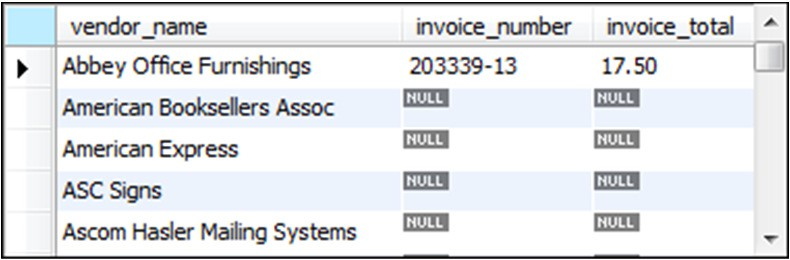 vendor_name invoice_number invoice_total
Abbey Office Furnishings 203339-13 17.50
American Booksellers Assoc NULL NULL
American Express NULL NULL
ASC Signs NULL NULL
Ascom Hasler Mailing Systems NULL NULL